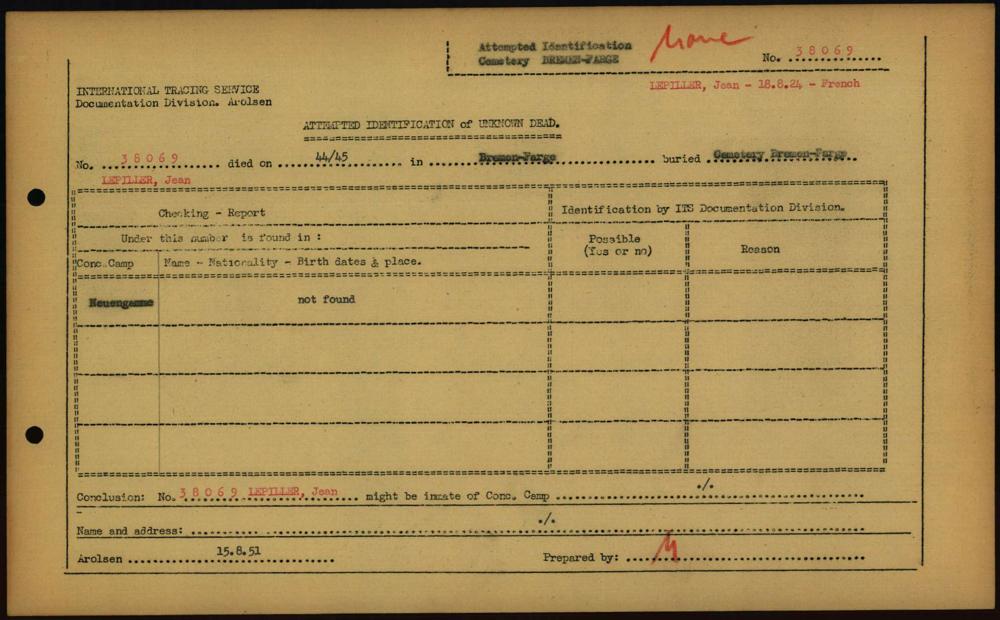 Attempted Identification
Cemetery BREMEN-FARGE
No. 38069
INTERNATIONAL TRACING SERVICE
Documentation Division. Arolsen
LEPILLER, Jean - 18.8.24 - French
ATTEMPTED IDENTIFICATION of UNKNOWN DEAD.
No. 38069 died on 44/45 in Bremen-Farge buried Cemetery Bremen-Farge
LEPILLER, Jean
Checking - Report
Identification by ITS Documentation Division.
Under this number is found in :
Possible
(Yes or no)
Reason
Conc.Camp Name - Nationality - Birth dates & place.
Neuengamme not found
Conclusion: No. 38069 LEPILLER, Jean might be inmate of Conc. Camp ./.
Name and address: ./.
Arolsen 15.8.51 Prepared by: